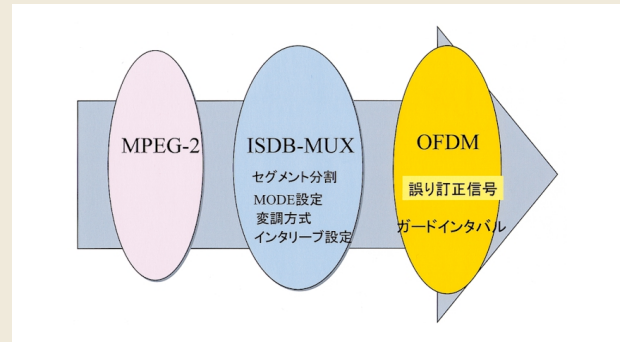 MPEG-2
ISDB-MUX
セグメント分割
MODE設定
変調方式
インタリーブ設定
OFDM
誤り訂正信号
ガードインタバル